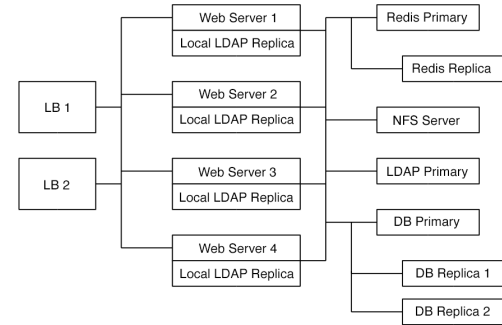 LB 1
LB 2
Web Server 1
Local LDAP Replica
Web Server 2
Local LDAP Replica
Web Server 3
Local LDAP Replica
Web Server 4
Local LDAP Replica
Redis Primary
Redis Replica
NFS Server
LDAP Primary
DB Primary
DB Replica 1
DB Replica 2